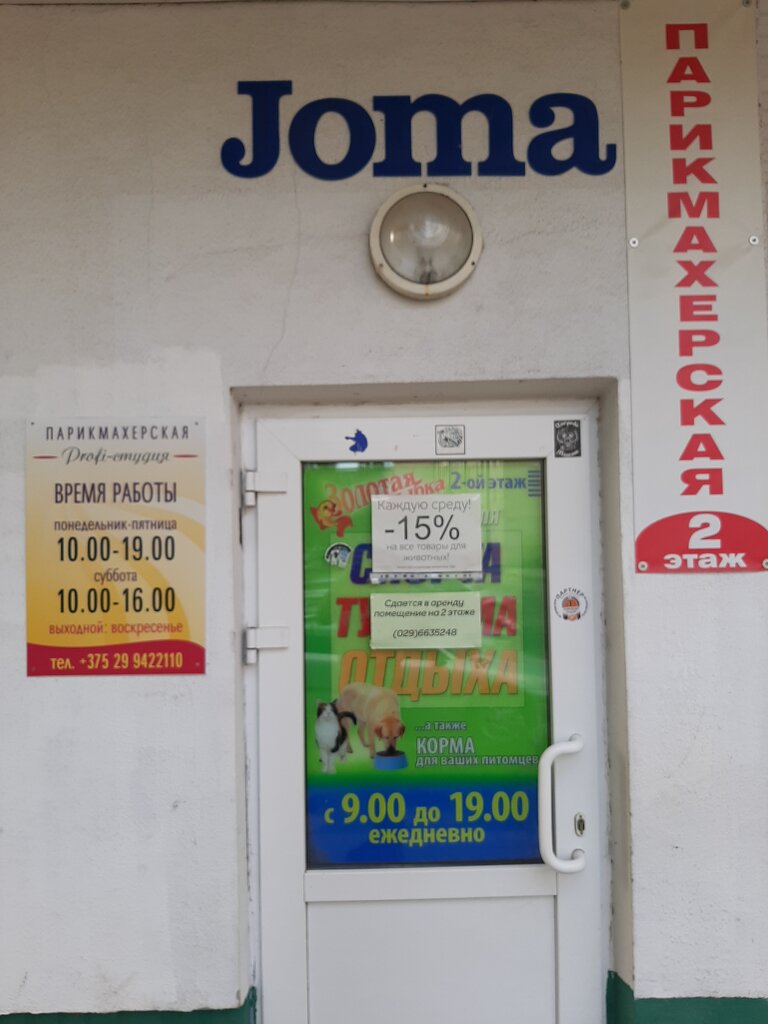 Joma
ПАРИКМАХЕРСКАЯ
2
этаж
ПАРИКМАХЕРСКАЯ
Profi-студия
ВРЕМЯ РАБОТЫ
понедельник-пятница
10.00-19.00
суббота
10.00-16.00
выходной: воскресенье
тел. +375 29 9422110
Золотая
2-ой этаж
Каждую среду!
-15%
на все товары для
животных!
Сдается в аренду
помещение на 2 этаже
(029)6635248
ПАРТНЕР
ОТДЫХА
...а также
КОРМА
для ваших питомцев
с 9.00 до 19.00
ежедневно